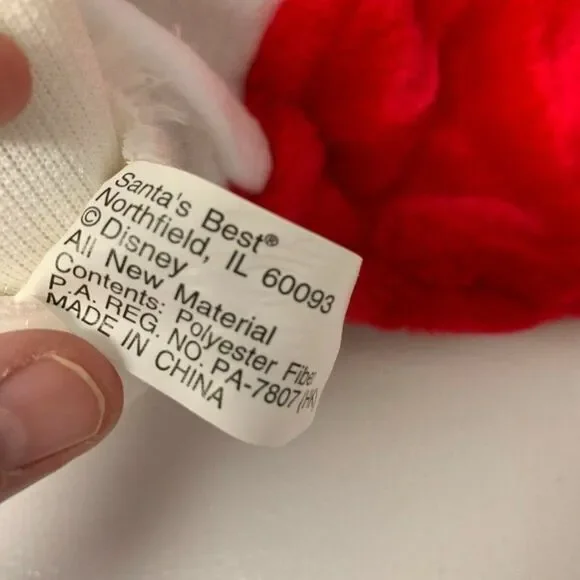 Santa's Best®
Northfield, IL 60093
© Disney
All New Material
Contents: Polyester Fiber
P.A. REG. NO. PA-7807 (HK)
MADE IN CHINA